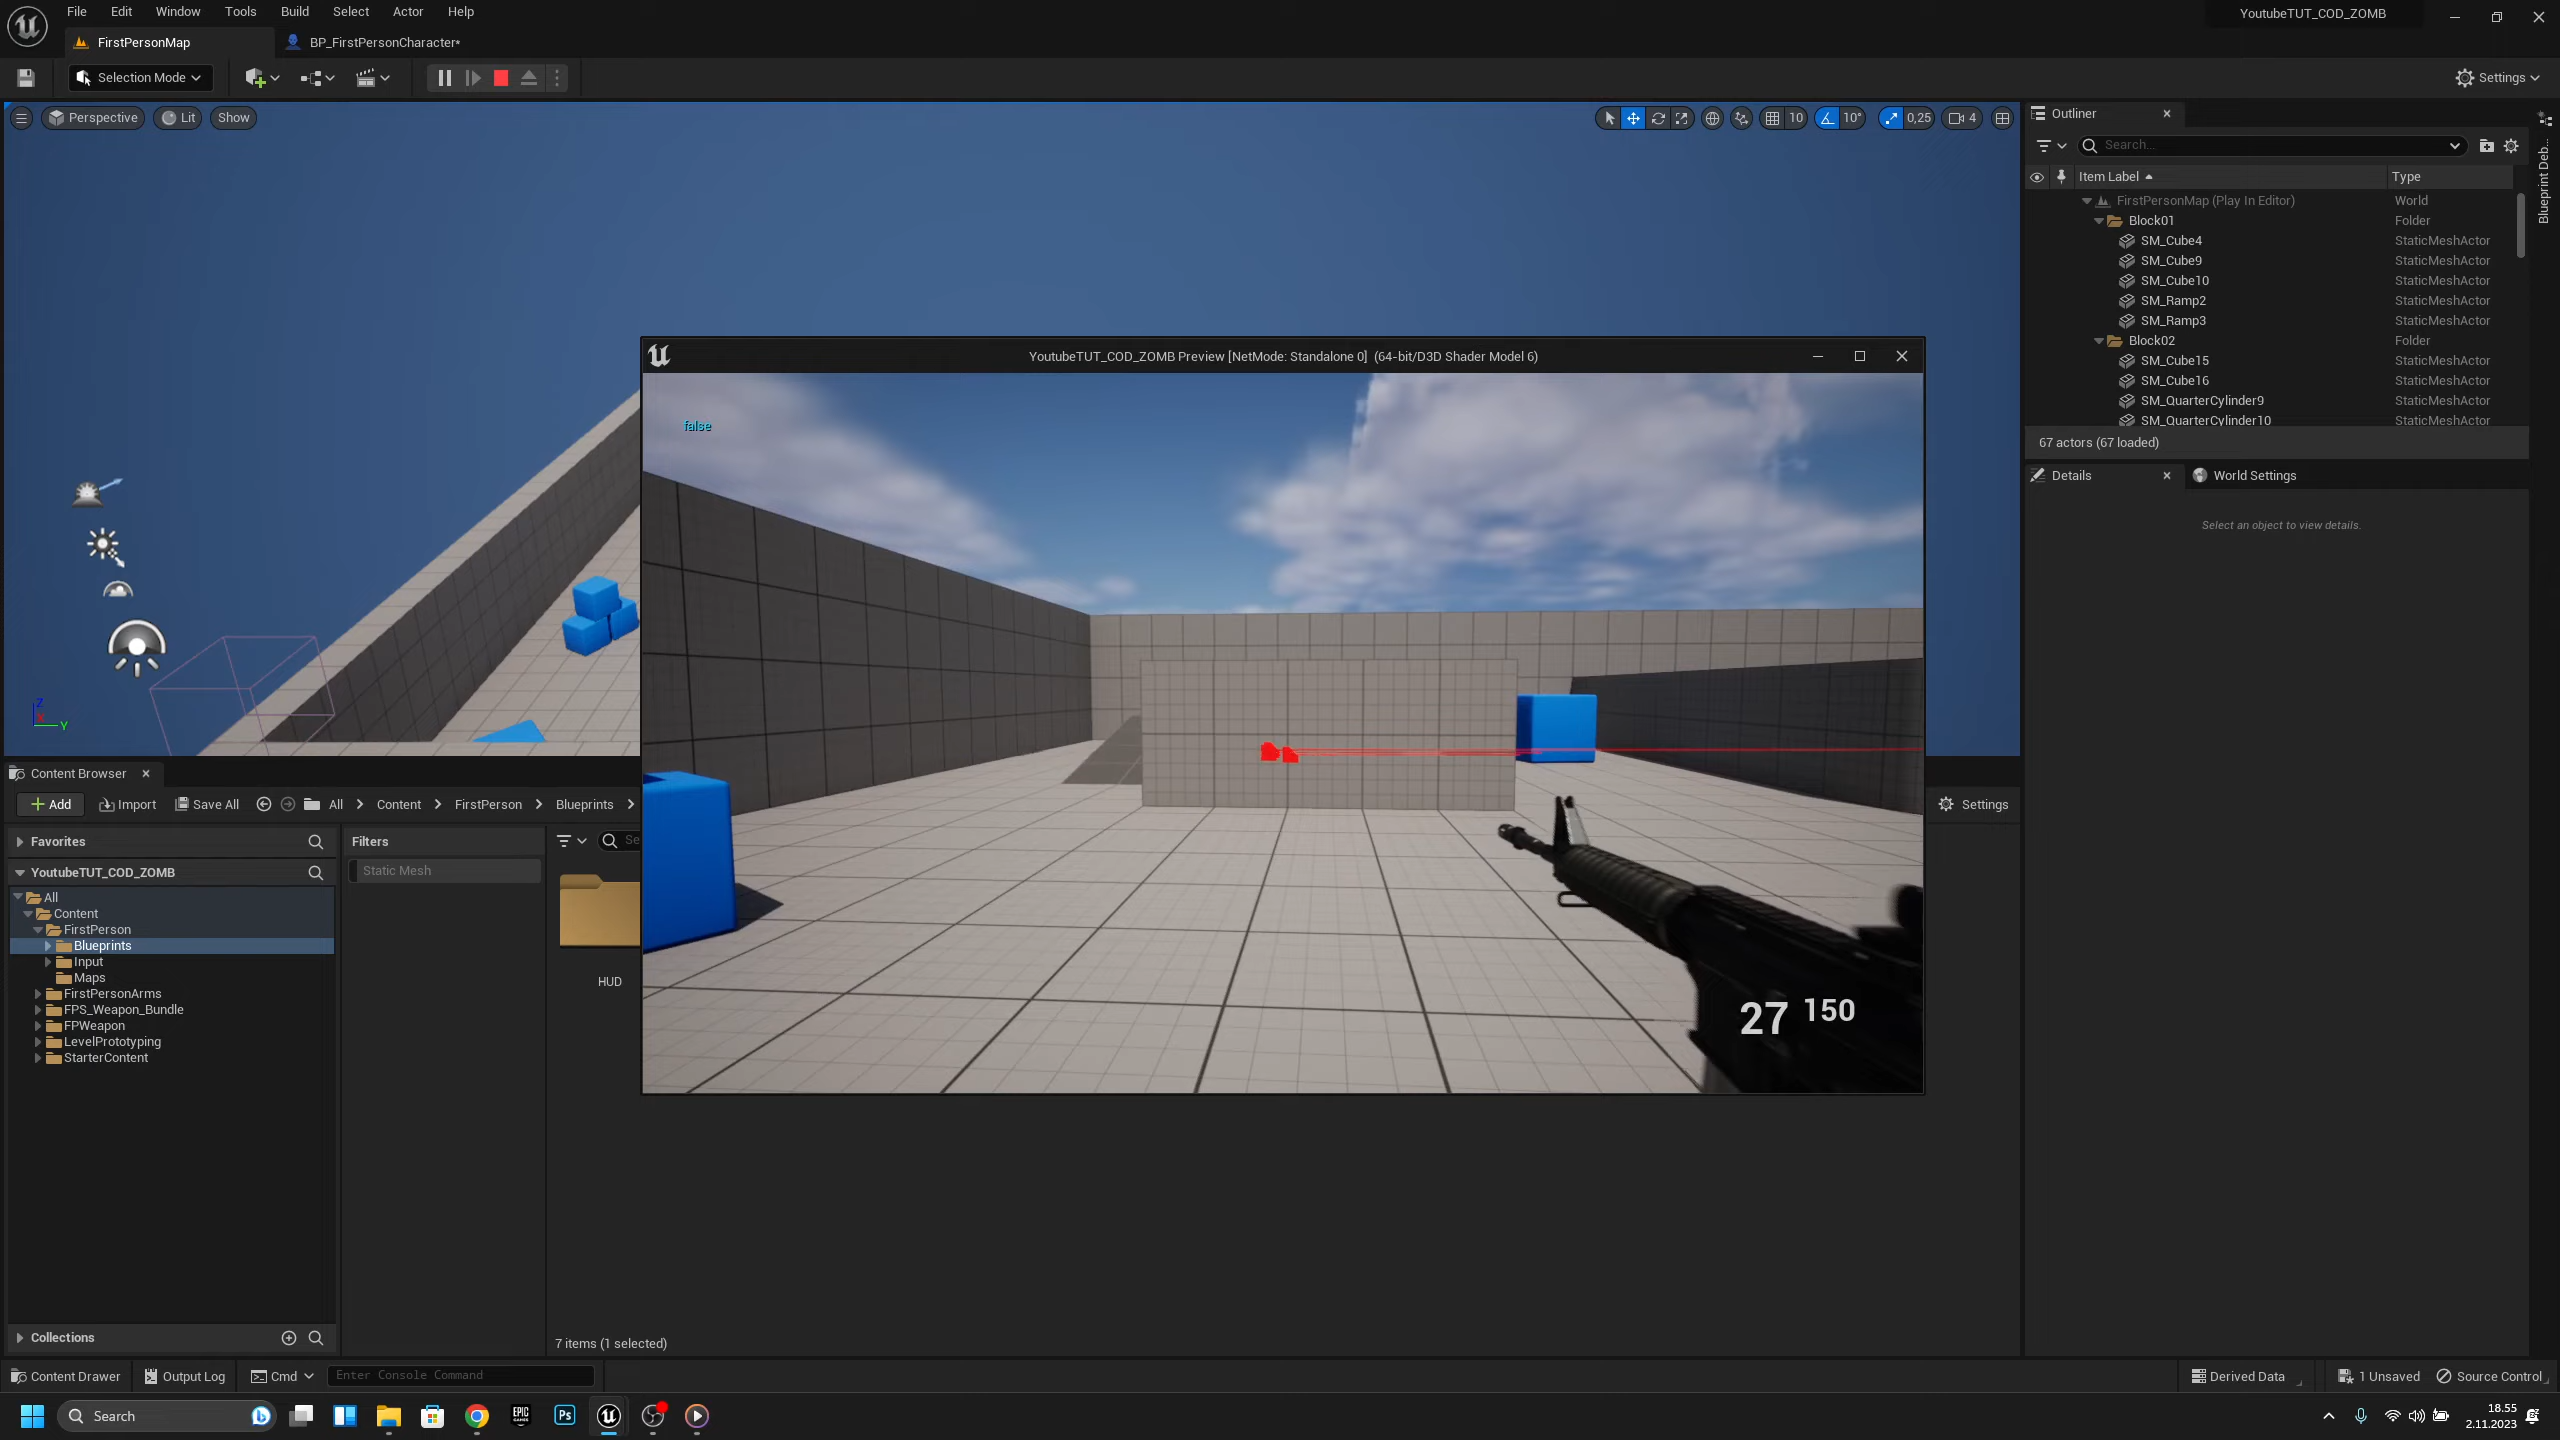 File Edit Window Tools Build Select Actor Help
YoutubeTUT_COD_ZOMB
FirstPersonMap
BP_FirstPersonCharacter*
Selection Mode
Settings
Perspective
Lit
Show
10
10°
0,25
4
Outliner
Search...
Item Label
Type
FirstPersonMap (Play In Editor) World
Block01 Folder
SM_Cube4 StaticMeshActor
SM_Cube9 StaticMeshActor
SM_Cube10 StaticMeshActor
SM_Ramp2 StaticMeshActor
SM_Ramp3 StaticMeshActor
Block02 Folder
SM_Cube15 StaticMeshActor
SM_Cube16 StaticMeshActor
SM_QuarterCylinder9 StaticMeshActor
SM_QuarterCylinder10 StaticMeshActor
67 actors (67 loaded)
Blueprint Deb...
Details
World Settings
Select an object to view details.
YoutubeTUT_COD_ZOMB Preview [NetMode: Standalone 0] (64-bit/D3D Shader Model 6)
false
27 150
Z
Y
Content Browser
Add
Import
Save All
All
Content
FirstPerson
Blueprints
Settings
Favorites
Filters
Se
YoutubeTUT_COD_ZOMB
Static Mesh
All
Content
FirstPerson
Blueprints
Input
Maps
FirstPersonArms
FPS_Weapon_Bundle
FPWeapon
LevelPrototyping
StarterContent
HUD
Collections
7 items (1 selected)
Content Drawer
Output Log
Cmd
Enter Console Command
Derived Data
1 Unsaved
Source Control
Search
EPIC
GAMES
Ps
18.55
2.11.2023